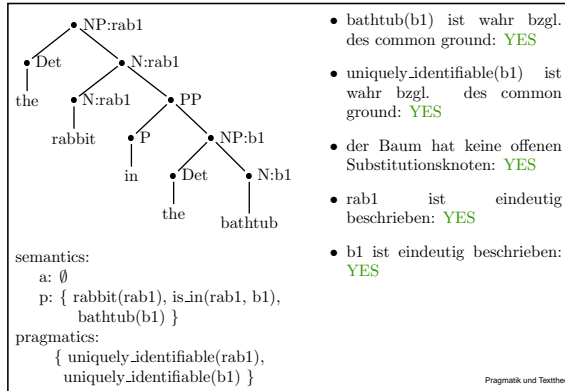 NP:rab1
Det
N:rab1
the
N:rab1
PP
rabbit
P
NP:b1
in
Det
N:b1
the
bathtub
semantics:
a: ∅
p: { rabbit(rab1), is_in(rab1, b1),
bathtub(b1) }
pragmatics:
{ uniquely_identifiable(rab1),
uniquely_identifiable(b1) }
• bathtub(b1) ist wahr bzgl.
des common ground: YES
• uniquely_identifiable(b1) ist
wahr bzgl. des common
ground: YES
• der Baum hat keine offenen
Substitutionsknoten: YES
• rab1 ist eindeutig
beschrieben: YES
• b1 ist eindeutig beschrieben:
YES
Pragmatik und Textthe